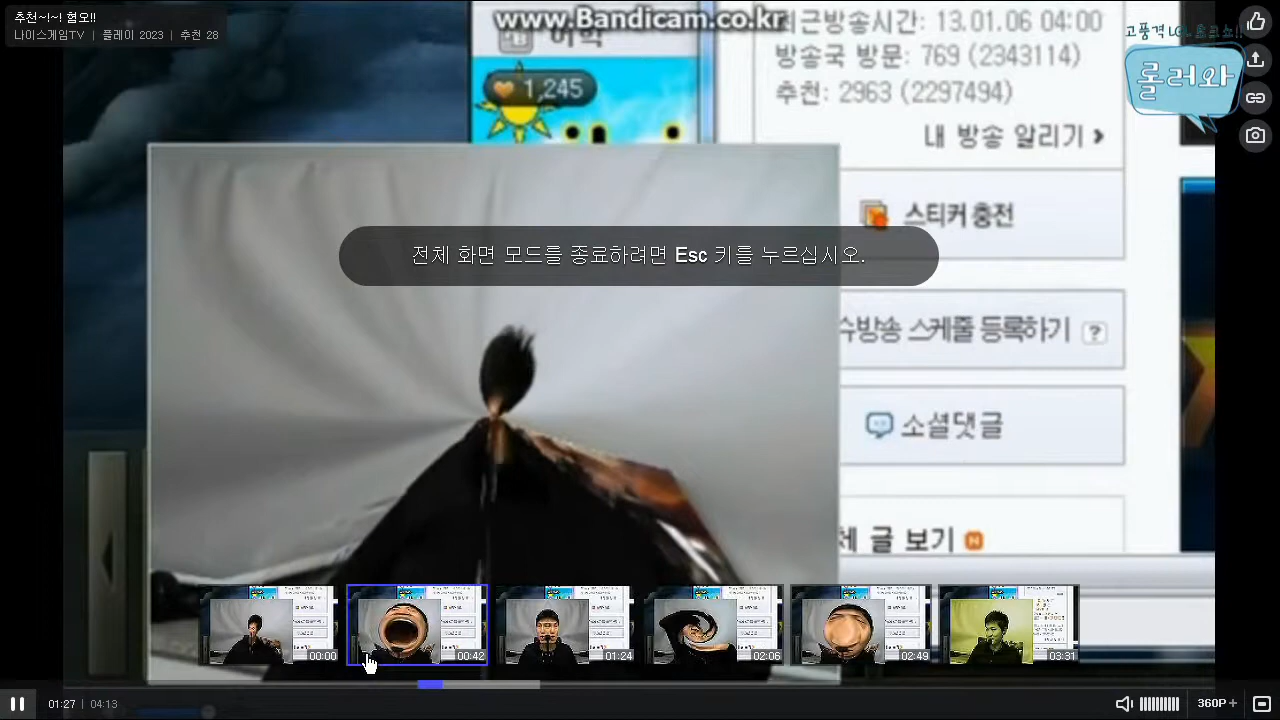 추천~!~! 혈모!!
나이스게임TV | 플레이 2023 | 추천 23
www.Bandicam.co.kr
최근방송시간: 13.01.06 04:00
방송국 방문: 769 (2343114)
추천: 2963 (2297494)
내 방송 알리기
1,245
고풍격 LOL 토크쇼!!
롤러와
스티커 충전
전체 화면 모드를 종료하려면 Esc 키를 누르십시오.
수방송 스케줄 등록하기 ?
소셜댓글
체 글 보기 N
00:00
00:42
01:24
02:06
02:49
03:31
01:27 | 04:13
360P+